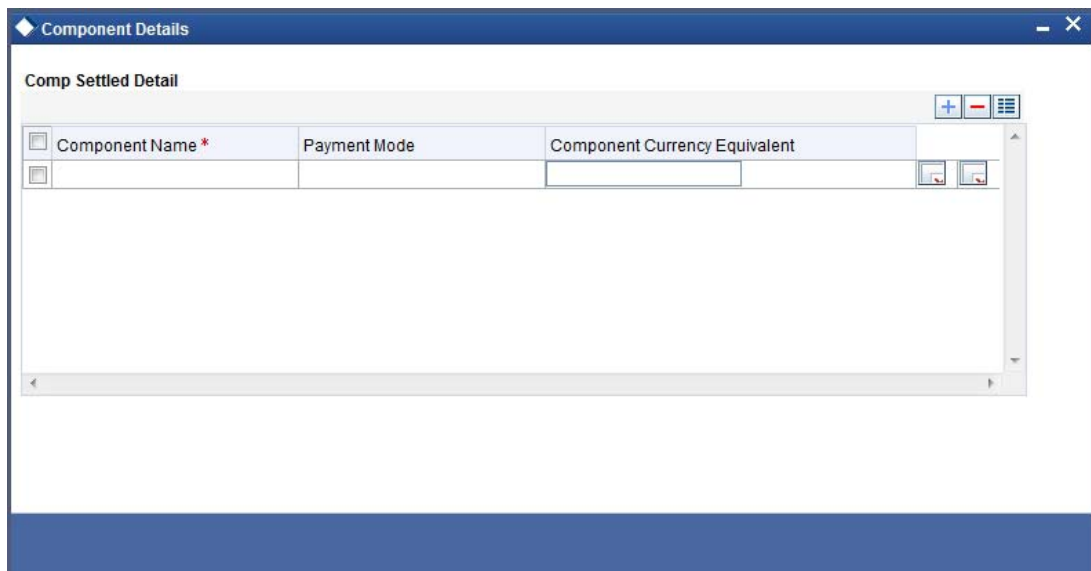 Component Details
Comp Settled Detail
Component Name * Payment Mode Component Currency Equivalent